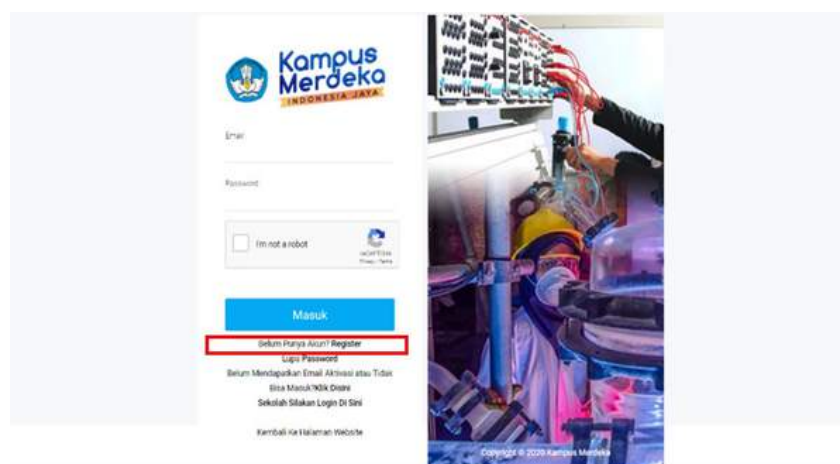 Kampus
Merdeka
INDONESIA JAYA
Email
Password
I'm not a robot
reCAPTCHA
Privacy - Terms
Masuk
Belum Punya Akun? Register
Lupa Password
Belum Mendapatkan Email Aktivasi atau Tidak
Bisa Masuk?Klik Disini
Sekolah Silakan Login Di Sini
Kembali Ke Halaman Website
Copyright © 2020 Kampus Merdeka